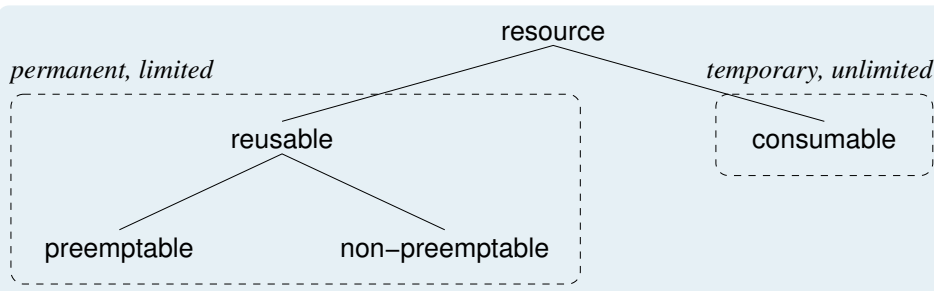 resource
permanent, limited
temporary, unlimited
reusable
consumable
preemptable
non−preemptable